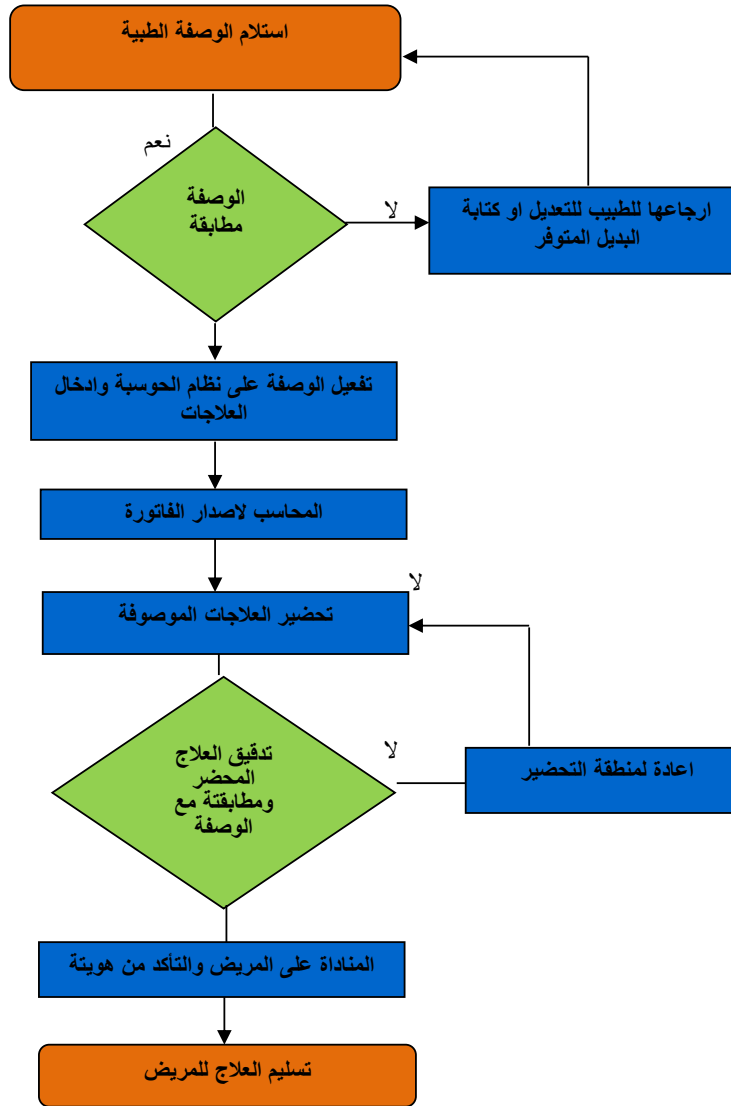 استلام الوصفة الطبية
نعم
الوصفة
مطابقة
لا
ارجاعها للطبيب للتعديل او كتابة
البديل المتوفر
تفعيل الوصفة على نظام الحوسبة وادخال
العلاجات
المحاسب لاصدار الفاتورة
لا
تحضير العلاجات الموصوفة
تدقيق العلاج
المحضر
ومطابقتة مع
الوصفة
لا
اعادة لمنطقة التحضير
المناداة على المريض والتأكد من هويتة
تسليم العلاج للمريض